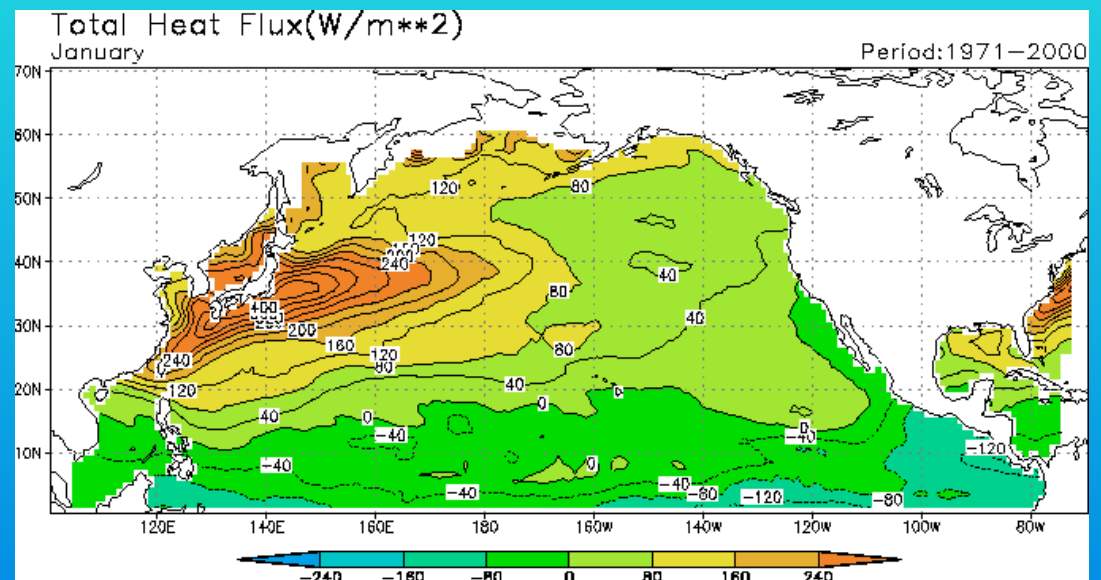 Total Heat Flux(W/m**2)
January Period:1971-2000
70N
60N
50N
40N
30N
20N
10N
120 80
120
240
40
80
40
200
160
240 120 80
80
120 40
40 0 0
-40 -40
-120
-40 0
-40 -40 -80 -120 -80
120E 140E 160E 180 160W 140W 120W 100W 80W
-240 -160 -80 0 80 160 240